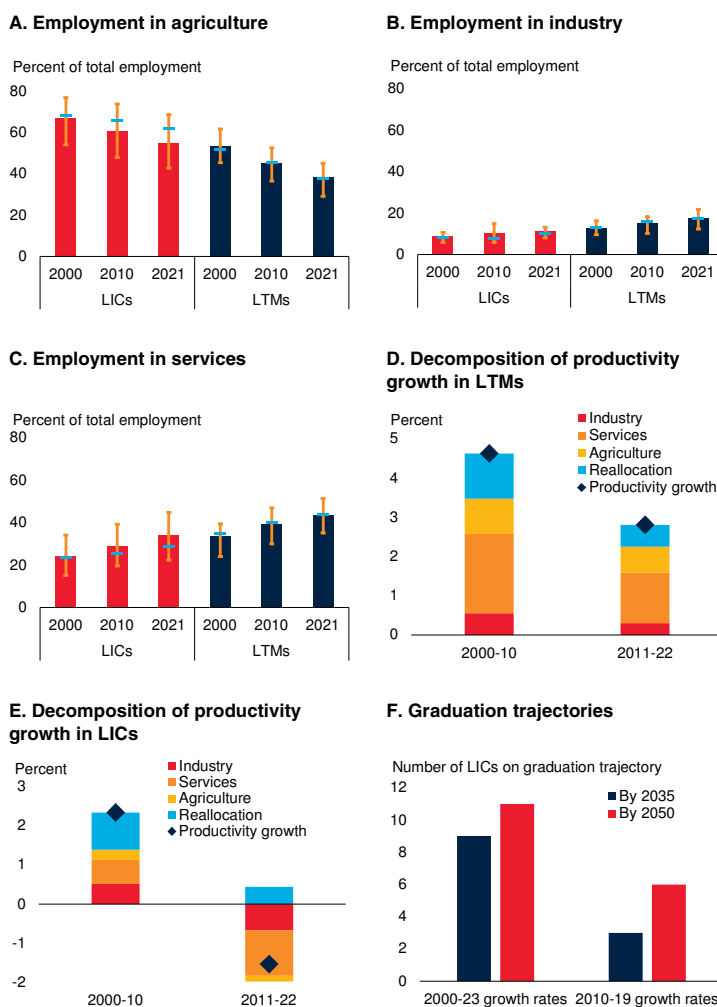 A. Employment in agriculture
Percent of total employment
80
60
40
20
0
2000 2010 2021 2000 2010 2021
LICs LTMs
B. Employment in industry
Percent of total employment
80
60
40
20
0
2000 2010 2021 2000 2010 2021
LICs LTMs
C. Employment in services
Percent of total employment
80
60
40
20
0
2000 2010 2021 2000 2010 2021
LICs LTMs
D. Decomposition of productivity
growth in LTMs
Percent
Industry
Services
Agriculture
Reallocation
Productivity growth
5
4
3
2
1
0
2000-10 2011-22
E. Decomposition of productivity
growth in LICs
Percent
Industry
Services
Agriculture
Reallocation
Productivity growth
3
2
1
0
-1
-2
2000-10 2011-22
F. Graduation trajectories
Number of LICs on graduation trajectory
By 2035
By 2050
12
10
8
6
4
2
0
2000-23 growth rates 2010-19 growth rates